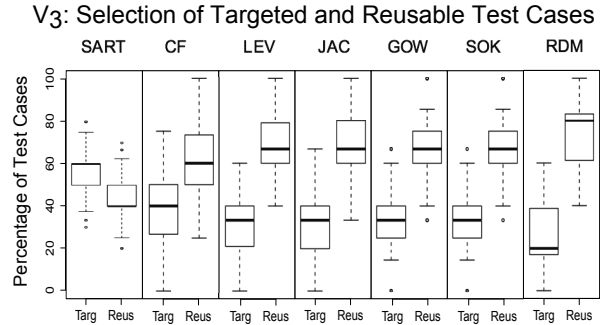 V3: Selection of Targeted and Reusable Test Cases
SART CF LEV JAC GOW SOK RDM
Percentage of Test Cases
100
80
60
40
20
0
Targ Reus Targ Reus Targ Reus Targ Reus Targ Reus Targ Reus Targ Reus